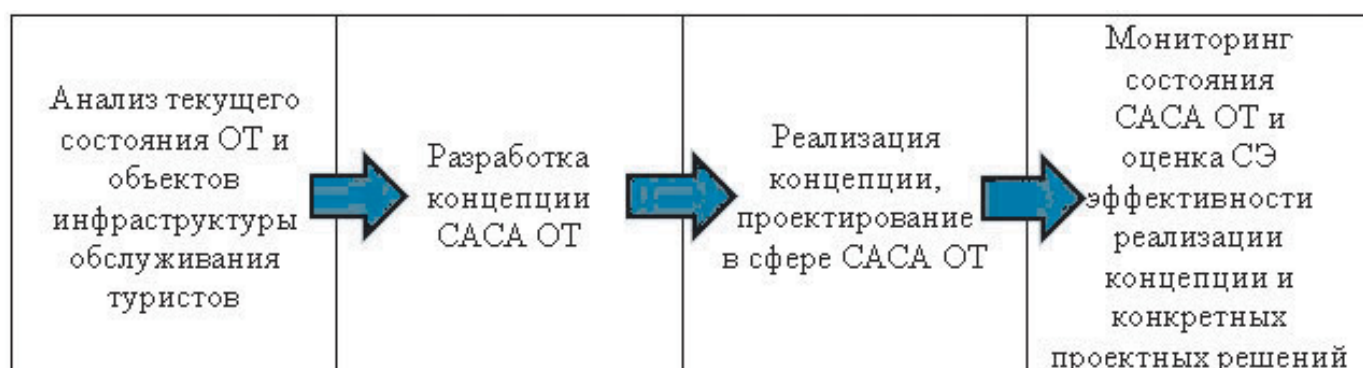 Анализ текущего
состояния ОТ и
объектов
инфраструктуры
обслуживания
туристов
Разработка
концепции
САСА ОТ
Реализация
концепции,
проектирование
в сфере САСА ОТ
Мониторинг
состояния
САСА ОТ и
оценка СЭ
эффективности
реализации
концепции и
конкретных
проектных решений